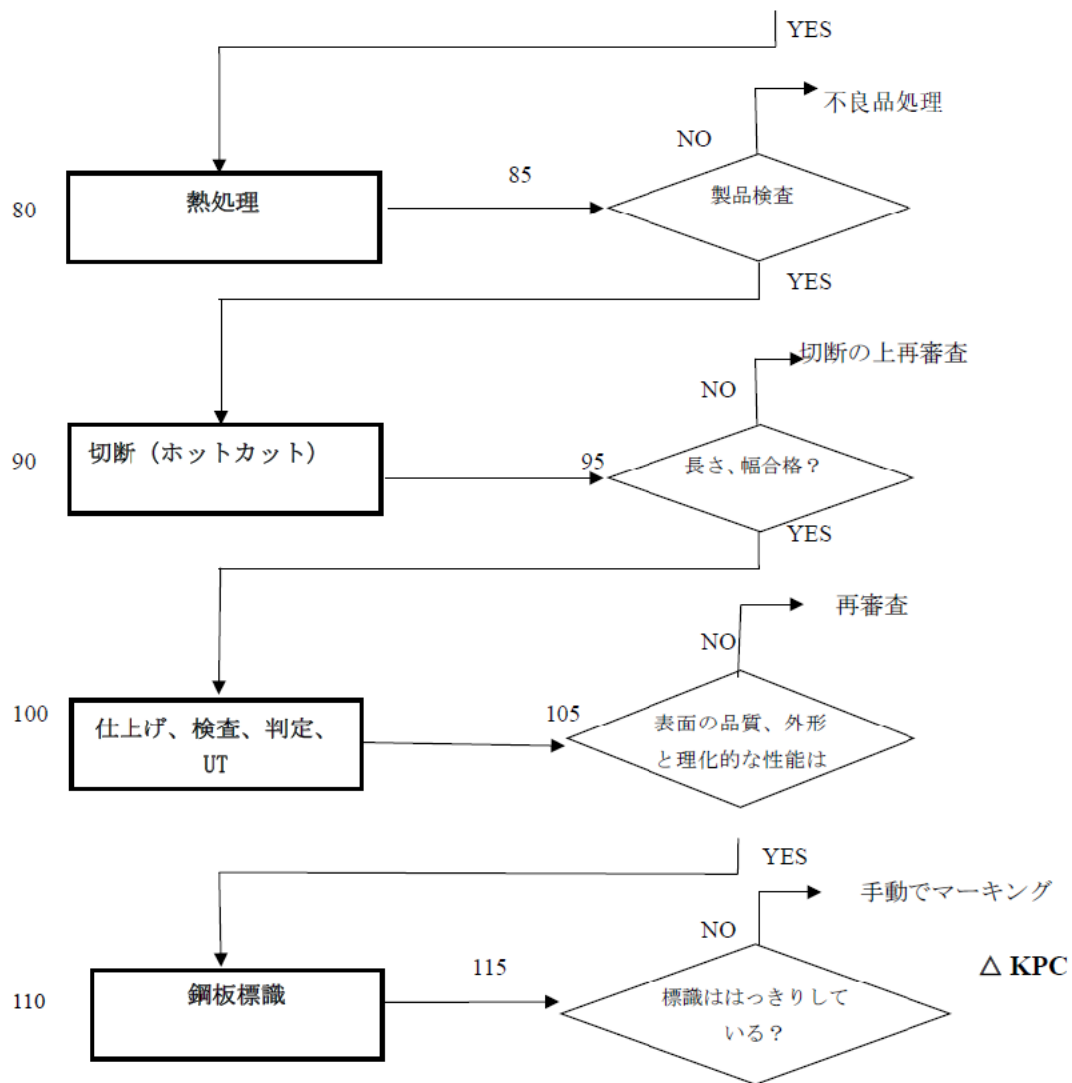 YES
不良品処理
NO
85
製品検査
80
熱処理
YES
切断の上再審査
NO
90
切断（ホットカット）
95
長さ、幅合格？
YES
再審査
NO
100
仕上げ、検査、判定、
UT
105
表面の品質、外形
と理化的な性能は
YES
手動でマーキング
NO
△ KPC
115
110
鋼板標識
標識ははっきりして
いる？